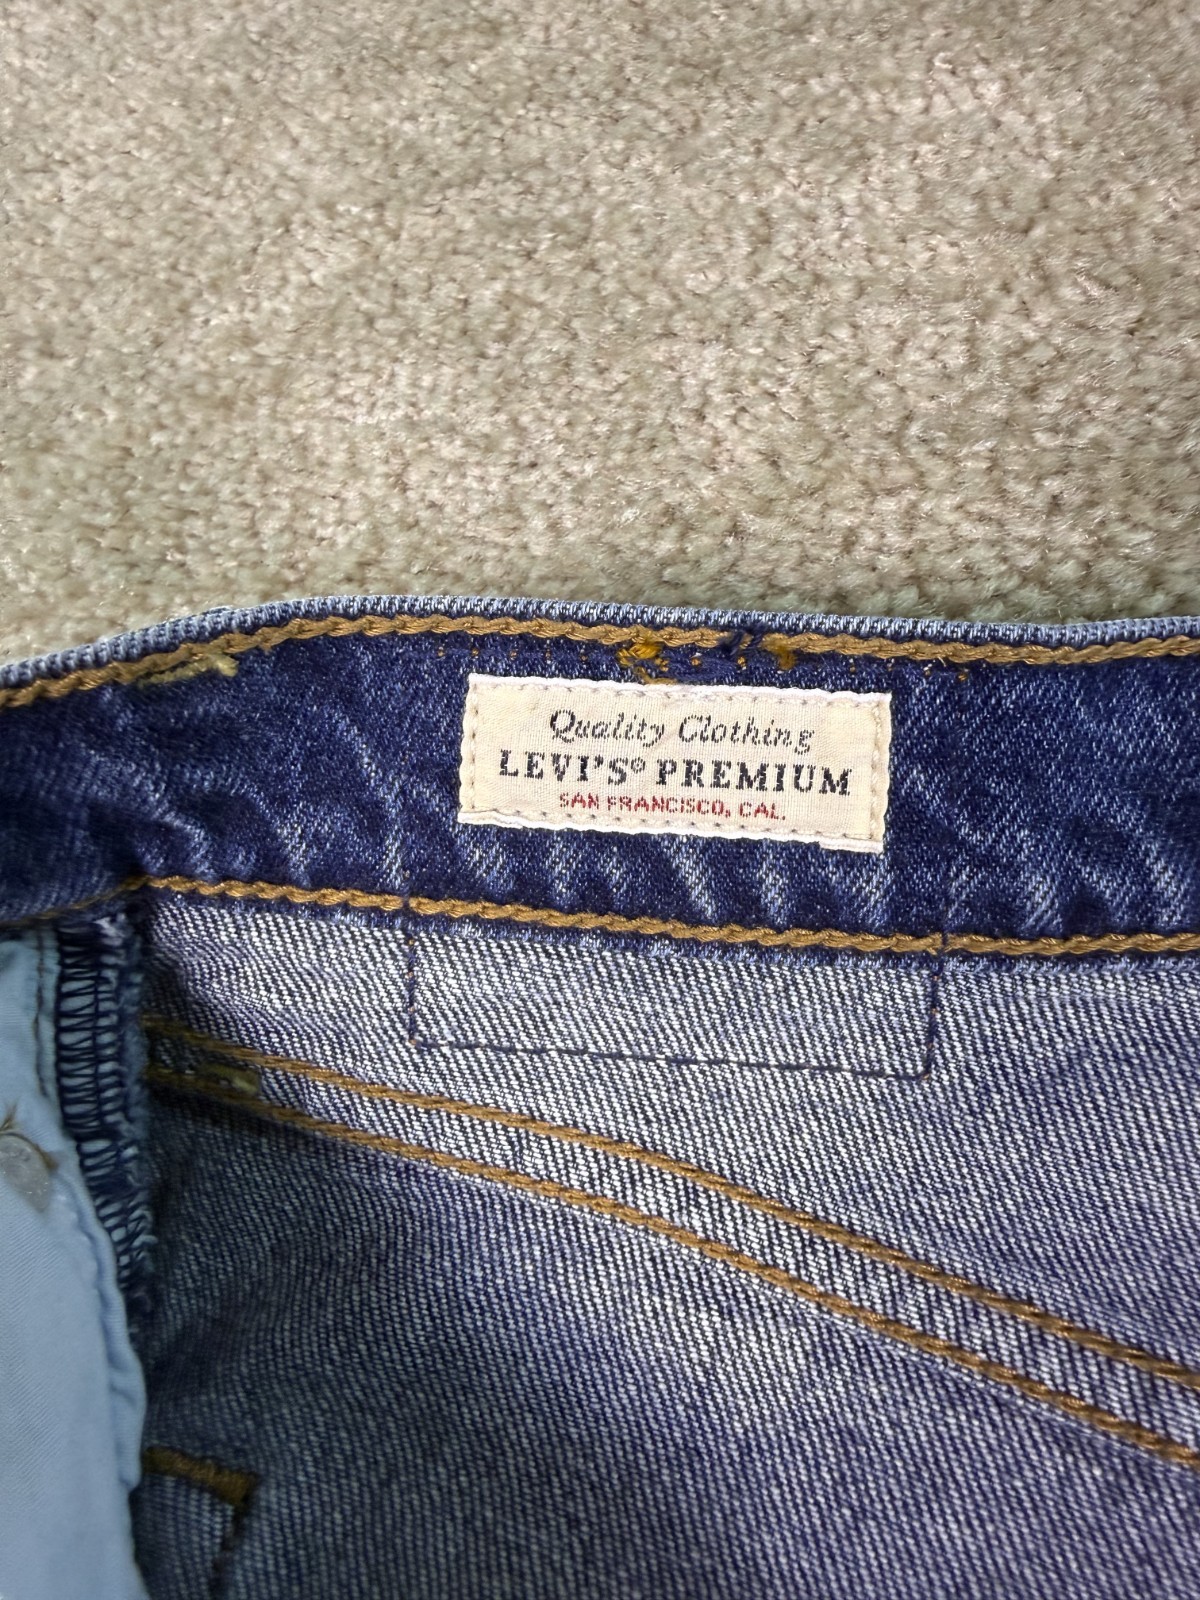 Quality Clothing
LEVI'S® PREMIUM
SAN FRANCISCO, CAL.